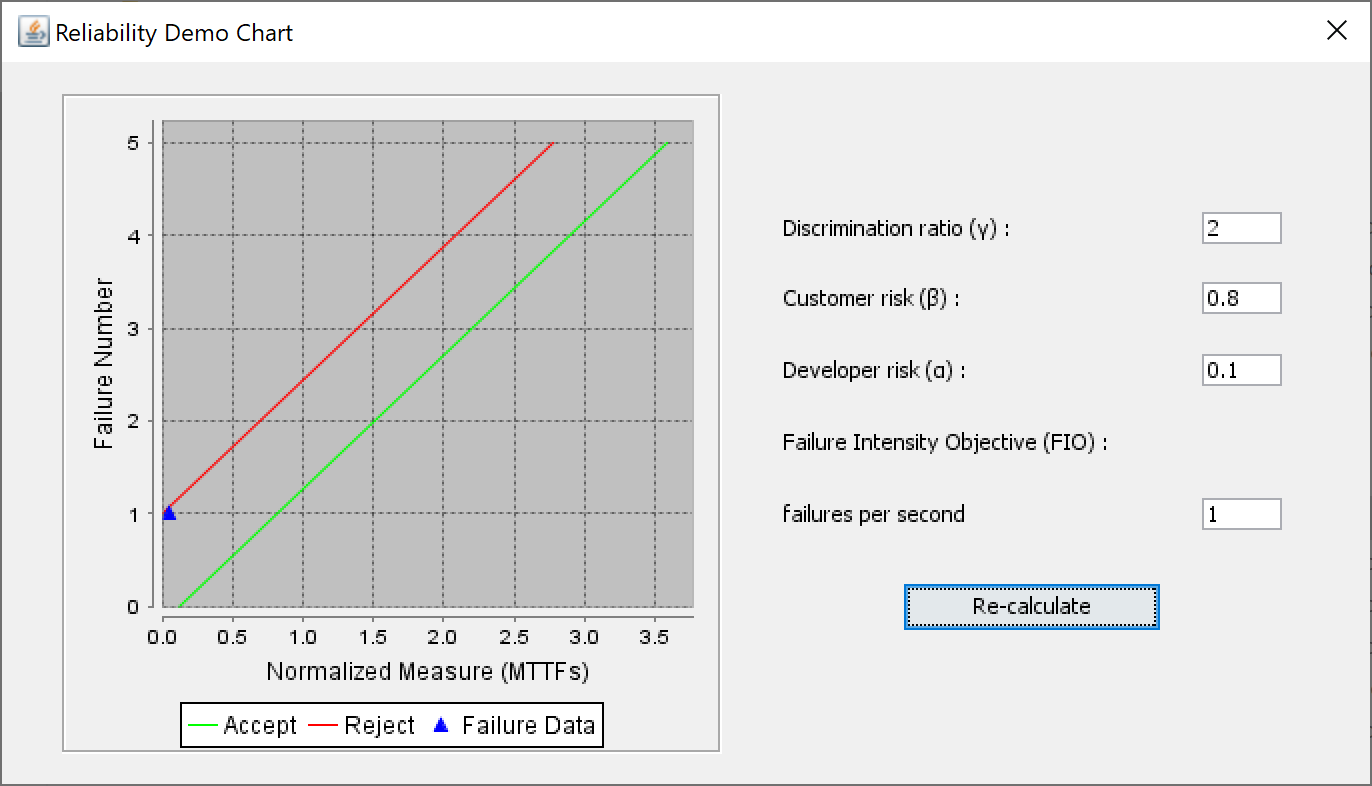 Reliability Demo Chart
5
4
3
2
1
0
Failure Number
0.0 0.5 1.0 1.5 2.0 2.5 3.0 3.5
Normalized Measure (MTTFs)
Accept Reject Failure Data
Discrimination ratio (γ) : 2
Customer risk (β) : 0.8
Developer risk (α) : 0.1
Failure Intensity Objective (FIO) :
failures per second 1
Re-calculate